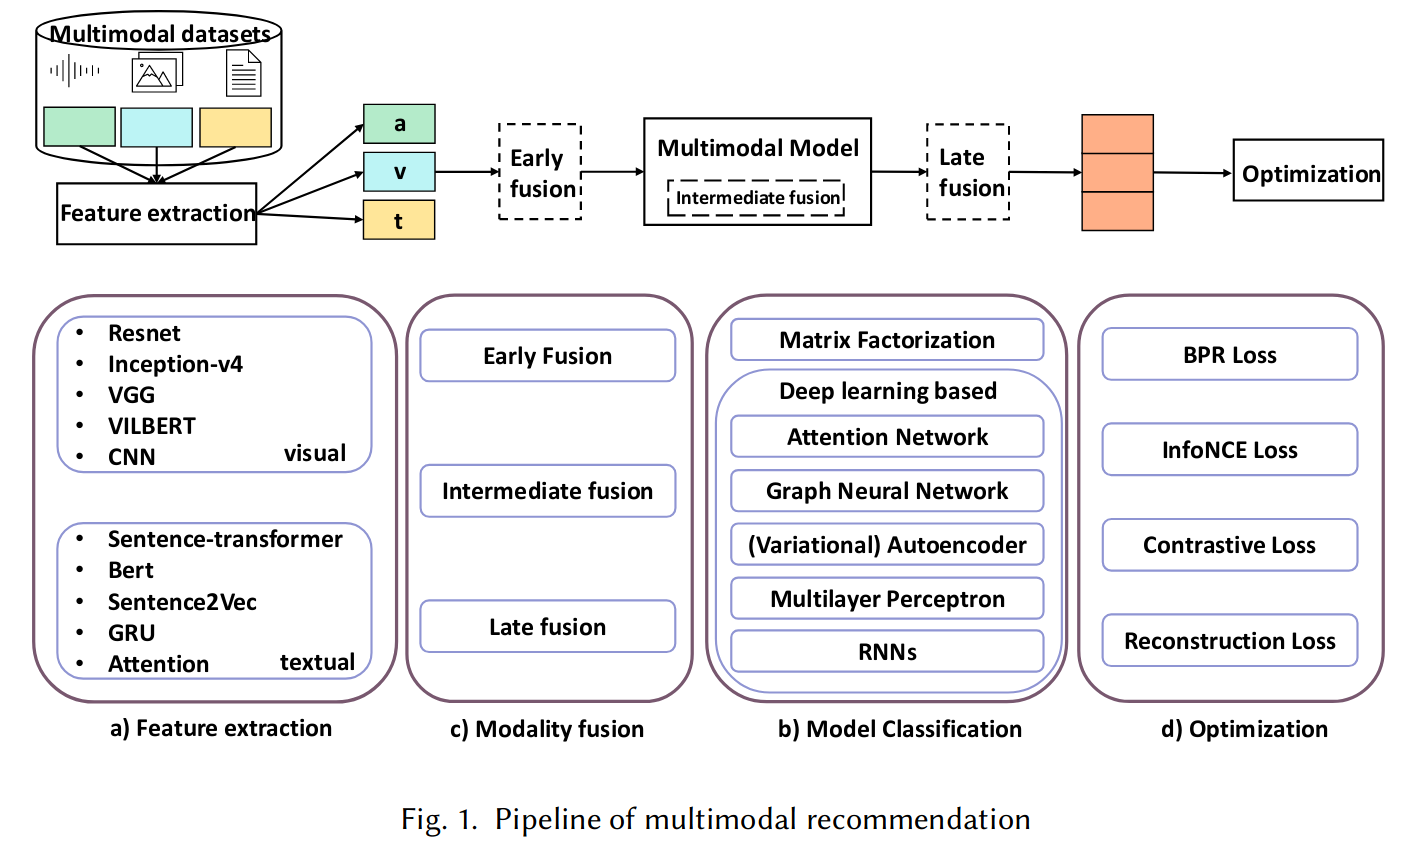 Multimodal datasets
a
v
t
Feature extraction
Early
fusion
Multimodal Model
Intermediate fusion
Late
fusion
Optimization
• Resnet
• Inception-v4
• VGG
• VILBERT
• CNN
visual
• Sentence-transformer
• Bert
• Sentence2Vec
• GRU
• Attention
textual
a) Feature extraction
Early Fusion
Intermediate fusion
Late fusion
c) Modality fusion
Matrix Factorization
Deep learning based
Attention Network
Graph Neural Network
(Variational) Autoencoder
Multilayer Perceptron
RNNs
b) Model Classification
BPR Loss
InfoNCE Loss
Contrastive Loss
Reconstruction Loss
d) Optimization
Fig. 1. Pipeline of multimodal recommendation